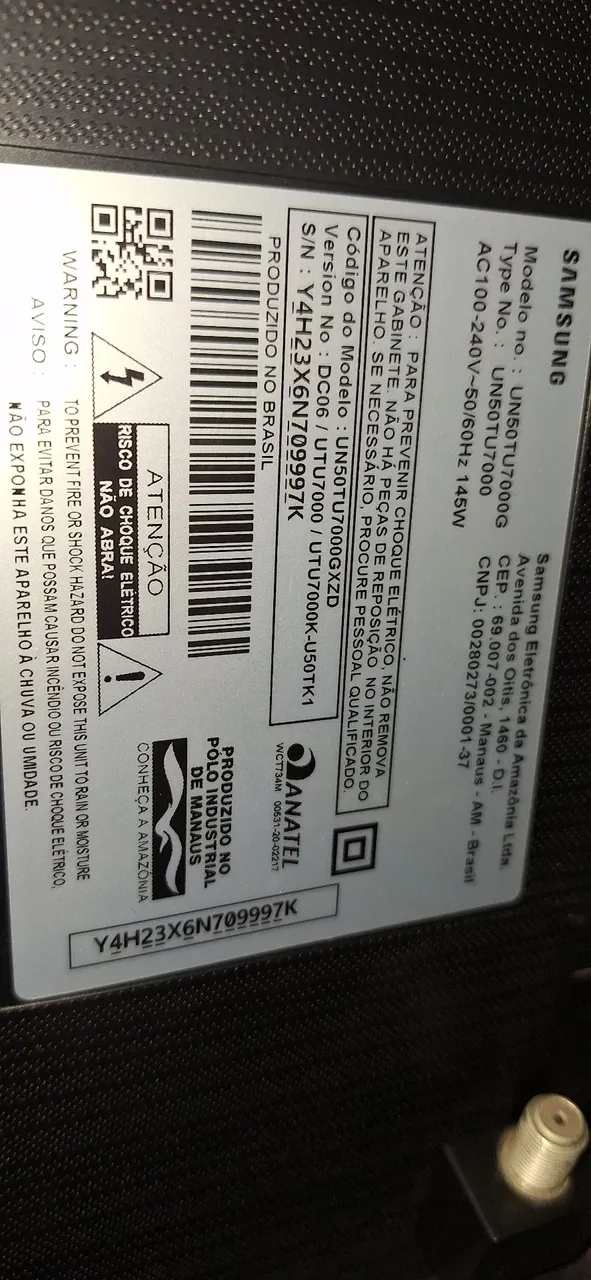 SAMSUNG
Modelo no. : UN50TU7000G
Type No. : UN50TU7000
AC100-240V~50/60Hz 145W
Samsung Eletrônica da Amazônia Ltda.
Avenida dos Oitis, 1460 - D.I.
CEP. : 69.007-002 - Manaus - AM - Brasil
CNPJ: 00280273/0001-37
ATENÇÃO : PARA PREVENIR CHOQUE ELÉTRICO, NÃO REMOVA
ESTE GABINETE. NÃO HÁ PEÇAS DE REPOSIÇÃO NO INTERIOR DO
APARELHO. SE NECESSÁRIO, PROCURE PESSOAL QUALIFICADO.
Código do Modelo : UN50TU7000GXZD
Version No : DC06 / UTU7000 / UTU7000K-U50TK1
S/N : Y4H23X6N709997K
PRODUZIDO NO BRASIL
ANATEL
WCT734M 00631-20-02217
PRODUZIDO NO
PÓLO INDUSTRIAL
DE MANAUS
CONHEÇA A AMAZÔNIA
ATENÇÃO
RISCO DE CHOQUE ELÉTRICO
NÃO ABRA!
WARNING : TO PREVENT FIRE OR SHOCK HAZARD DO NOT EXPOSE THIS UNIT TO RAIN OR MOISTURE
AVISO : PARA EVITAR DANOS QUE POSSAM CAUSAR INCÊNDIO OU RISCO DE CHOQUE ELÉTRICO,
NÃO EXPONHA ESTE APARELHO À CHUVA OU UMIDADE.
Y4H23X6N709997K